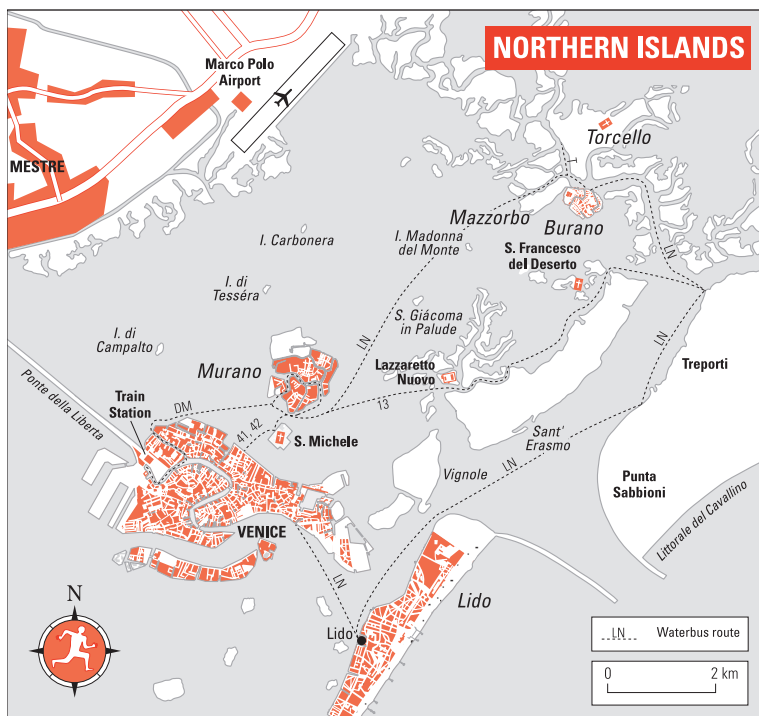 NORTHERN ISLANDS
Marco Polo
Airport
MESTRE
Torcello
T
Mazzorbo
Burano
I. Carbonera
I. Madonna
del Monte
S. Francesco
del Deserto
LN
I. di
Tesséra
S. Giácoma
in Palude
I. di
Campalto
LN
LN
Murano
Lazzaretto
Nuovo
Treporti
Ponte della Liberta
Train
Station
DM
13
41 42
S. Michele
Sant'
Erasmo
LN
Vignole
Punta
Sabbioni
VENICE
Littorale del Cavallino
LN
N
Lido
Lido
LN Waterbus route
0 2 km